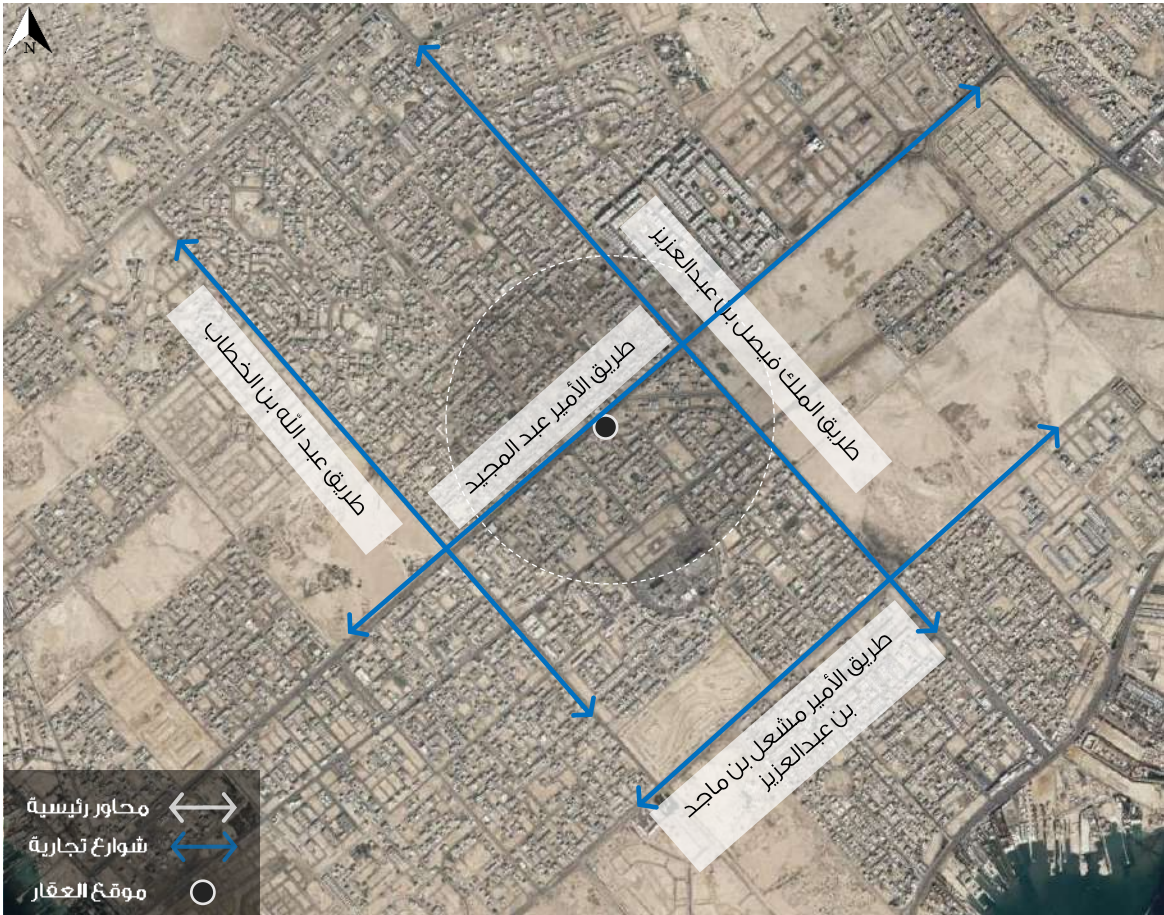 N
طريق الملك فيصل بن عبدالعزيز
طريق الأمير عبد المجيد
طريق عبد الله بن الخطاب
طريق الأمير مشعل بن ماجد
بن عبدالعزيز
محاور رئيسية
شوارع تجارية
موقع العقار